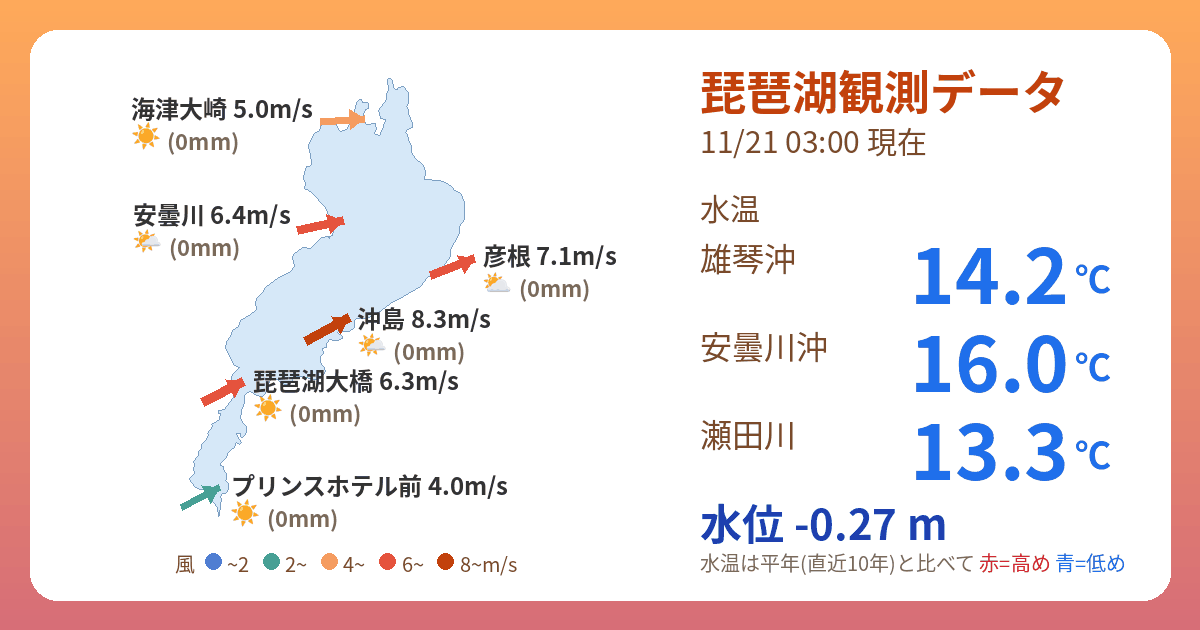 海津大崎 5.0m/s
(0mm)
安曇川 6.4m/s
(0mm)
彦根 7.1m/s
(0mm)
沖島 8.3m/s
(0mm)
琵琶湖大橋 6.3m/s
(0mm)
プリンスホテル前 4.0m/s
(0mm)
風 ~2 2~ 4~ 6~ 8~m/s
琵琶湖観測データ
11/21 03:00 現在
水温
雄琴沖 14.2 ℃
安曇川沖 16.0 ℃
瀬田川 13.3 ℃
水位 -0.27 m
水温は平年(直近10年)と比べて 赤=高め 青=低め